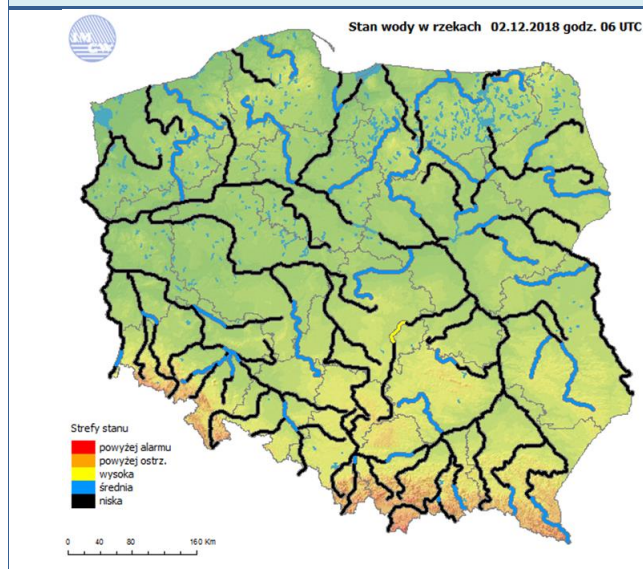 Stan wody w rzekach 02.12.2018 godz. 06 UTC
Strefy stanu
powyżej alarmu
powyżej ostrz.
wysoka
średnia
niska
0 40 80 160 Km